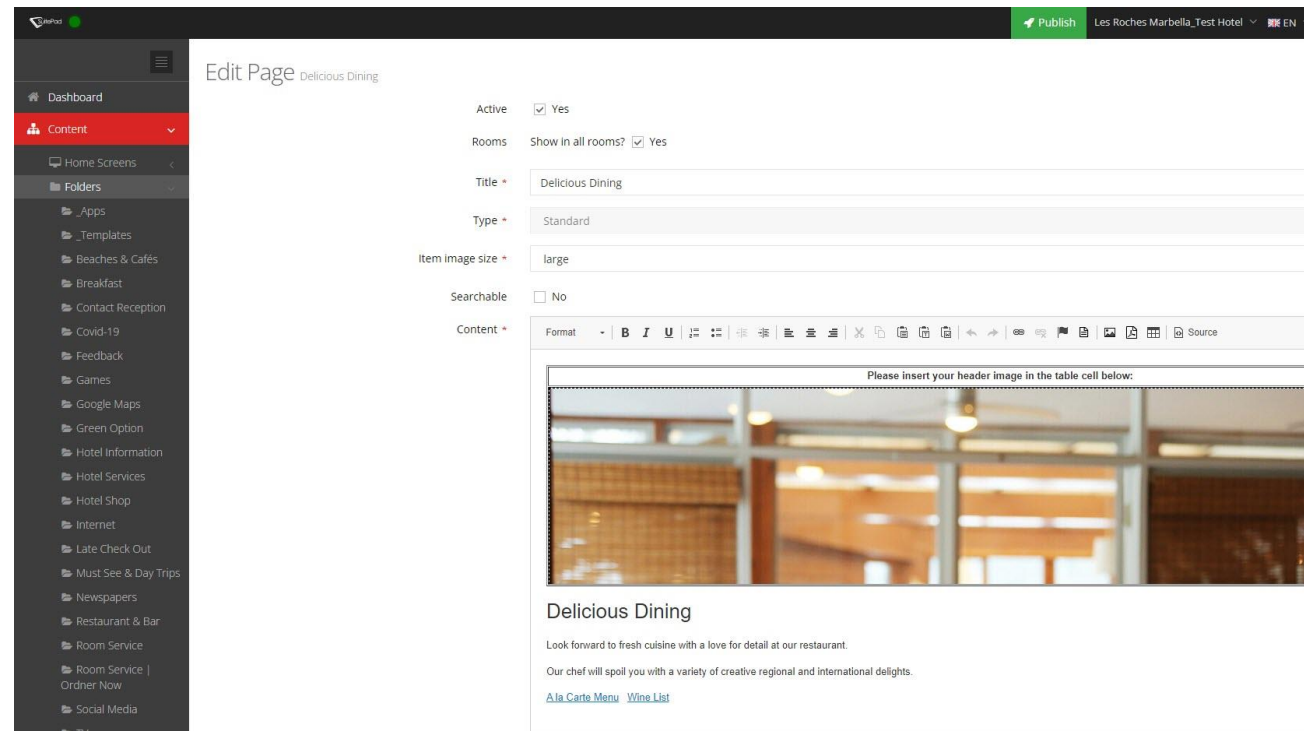 SuitePad
Publish
Les Roches Marbella_Test Hotel
EN
Edit Page Delicious Dining
Dashboard
Content
Home Screens
Folders
_Apps
_Templates
Beaches & Cafés
Breakfast
Contact Reception
Covid-19
Feedback
Games
Google Maps
Green Option
Hotel Information
Hotel Services
Hotel Shop
Internet
Late Check Out
Must See & Day Trips
Newspapers
Restaurant & Bar
Room Service
Room Service |
Ordner Now
Social Media
Active Yes
Rooms Show in all rooms? Yes
Title * Delicious Dining
Type * Standard
Item image size * large
Searchable No
Content *
Format B I U Source
Please insert your header image in the table cell below:
Delicious Dining
Look forward to fresh cuisine with a love for detail at our restaurant.
Our chef will spoil you with a variety of creative regional and international delights.
A la Carte Menu Wine List